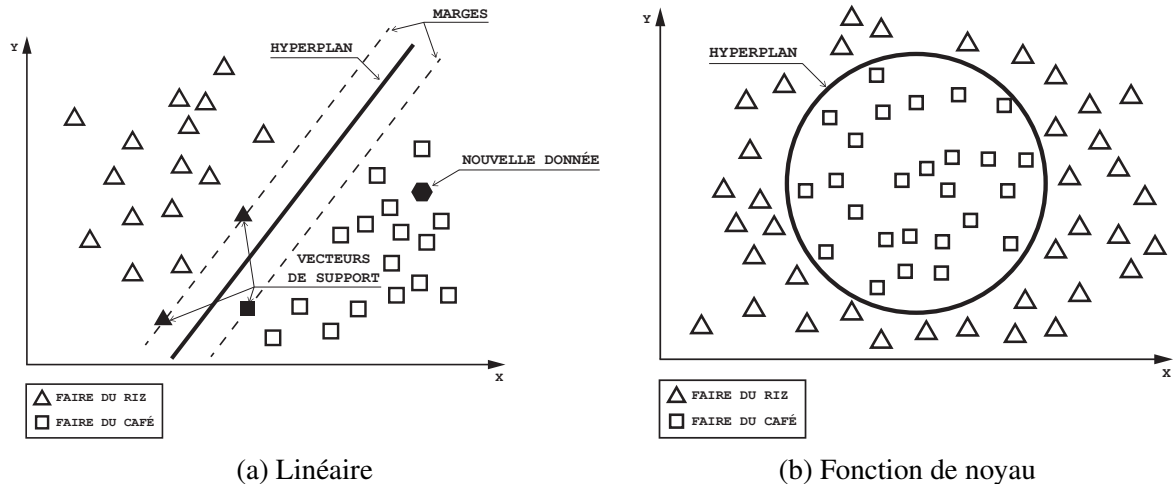 MARGES
Y
HYPERPLAN
NOUVELLE DONNÉE
VECTEURS
DE SUPPORT
X
FAIRE DU RIZ
FAIRE DU CAFÉ
(a) Linéaire
Y
HYPERPLAN
X
FAIRE DU RIZ
FAIRE DU CAFÉ
(b) Fonction de noyau